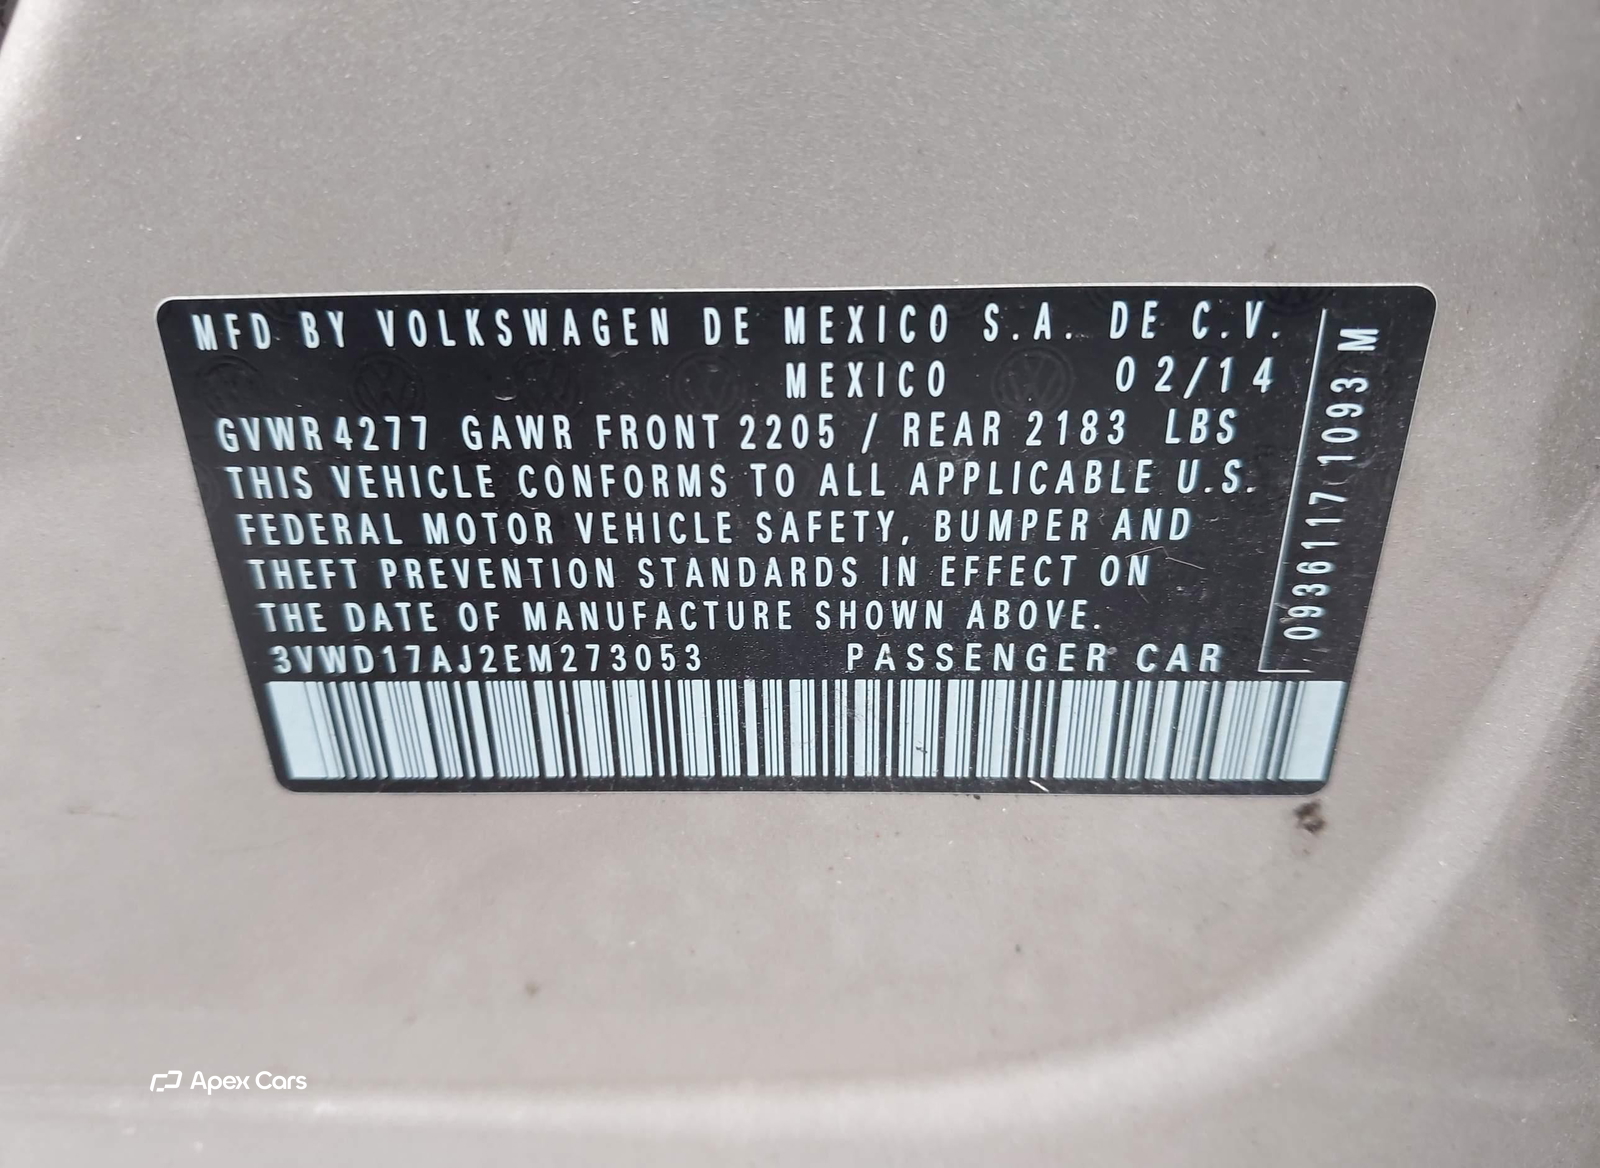 MFD BY VOLKSWAGEN DE MEXICO S.A. DE C.V.
MEXICO 02/14
GVWR 4277 GAWR FRONT 2205 / REAR 2183 LBS
THIS VEHICLE CONFORMS TO ALL APPLICABLE U.S.
FEDERAL MOTOR VEHICLE SAFETY, BUMPER AND
THEFT PREVENTION STANDARDS IN EFFECT ON
THE DATE OF MANUFACTURE SHOWN ABOVE.
3VWD17AJ2EM273053 PASSENGER CAR
0936117 1093 M
Apex Cars